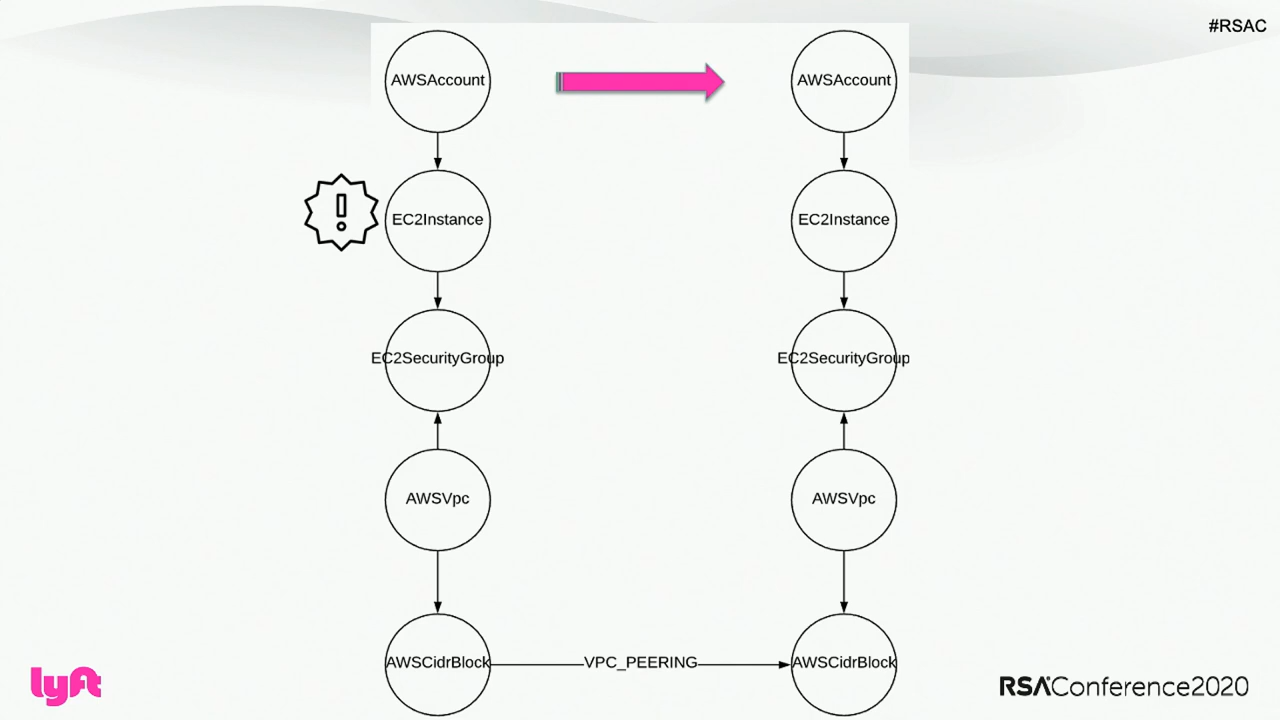 #RSAC
AWSAccount
AWSAccount
EC2Instance
EC2Instance
EC2SecurityGroup
EC2SecurityGroup
AWSVpc
AWSVpc
AWSCidrBlock
VPC_PEERING
AWSCidrBlock
lyft
RSAConference2020